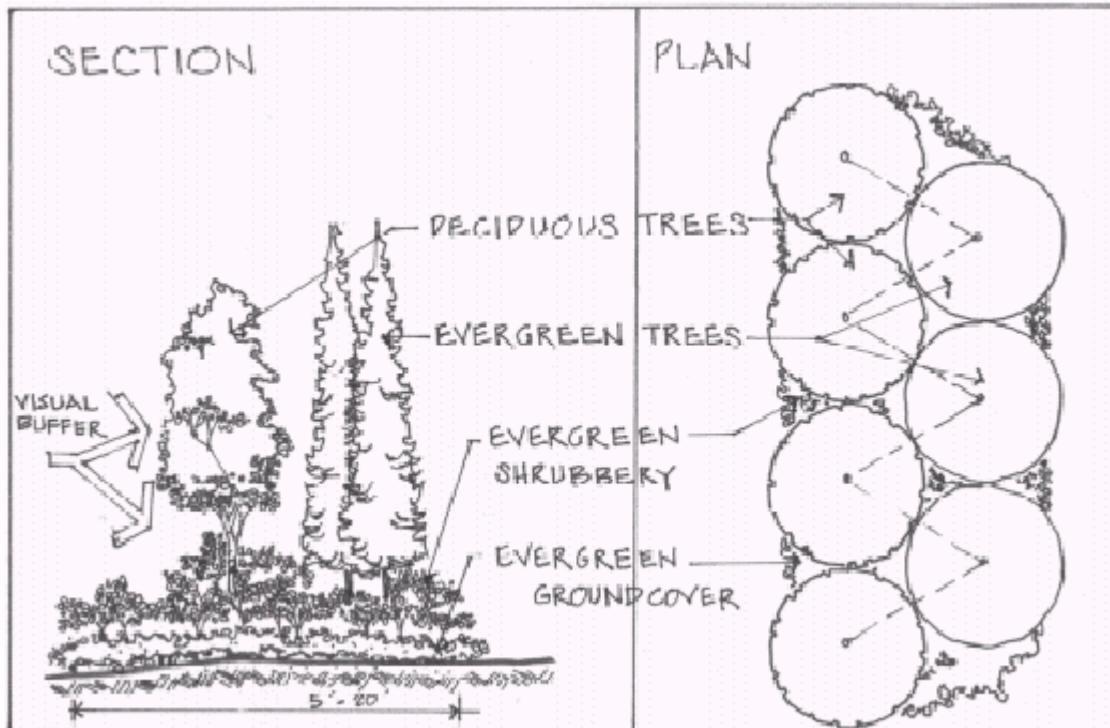 SECTION
PLAN
DECIDUOUS TREES
EVERGREEN TREES
VISUAL
BUFFER
EVERGREEN
SHRUBBERY
EVERGREEN
GROUNDCOVER
5'-20'